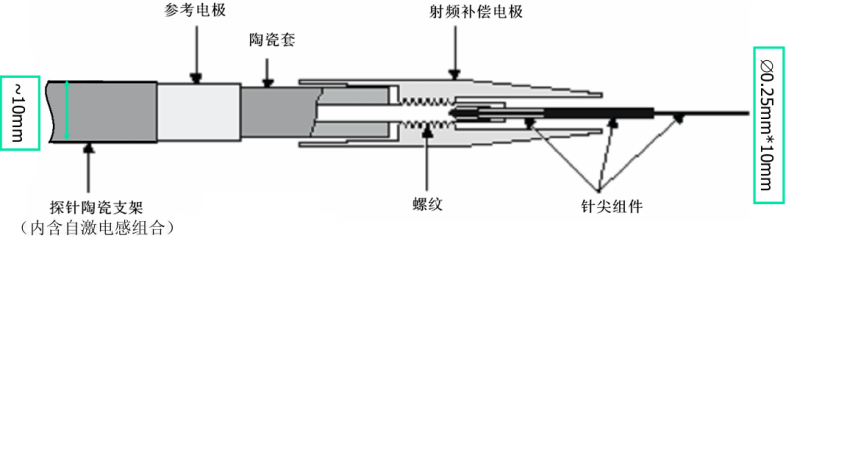 参考电极
射频补偿电极
陶瓷套
~10mm
∅0.25mm*10mm
探针陶瓷支架
（内含自激电感组合）
螺纹
针尖组件